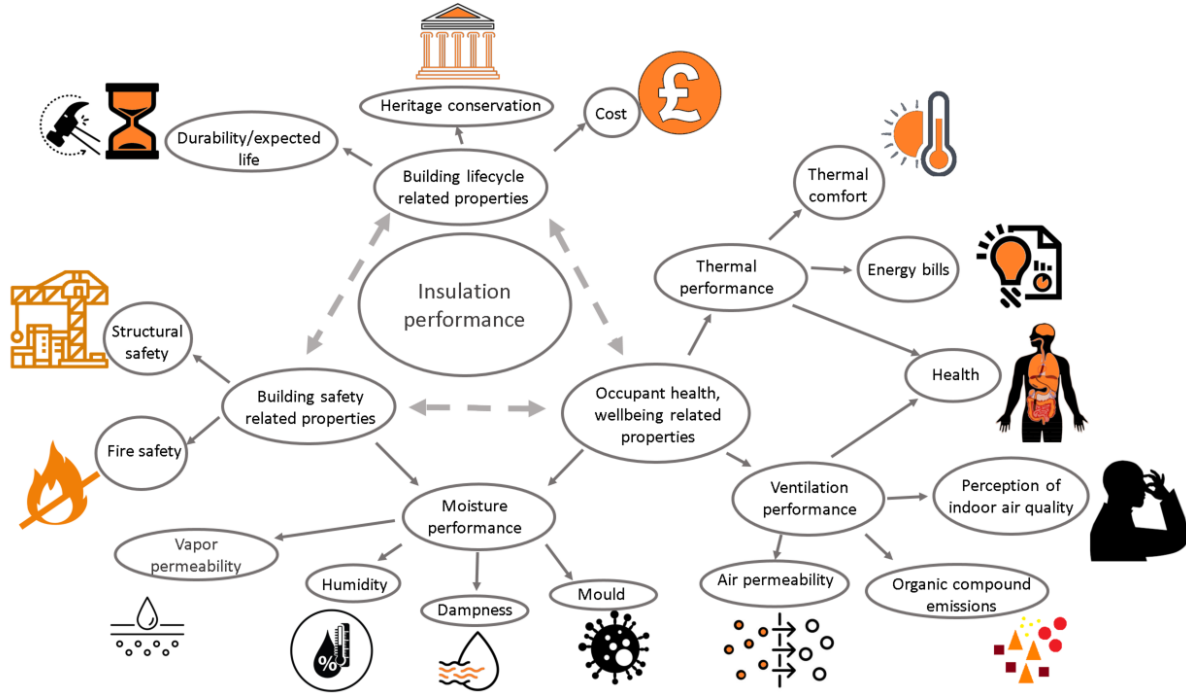 £
Heritage conservation
Cost
Durability/expected
life
Building lifecycle
related properties
Thermal
comfort
Thermal
performance
Energy bills
Insulation
performance
Structural
safety
Health
Building safety
related properties
Occupant health,
wellbeing related
properties
Fire safety
Moisture
performance
Ventilation
performance
Perception of
indoor air quality
Vapor
permeability
Humidity
Dampness
Mould
Air permeability
Organic compound
emissions
%